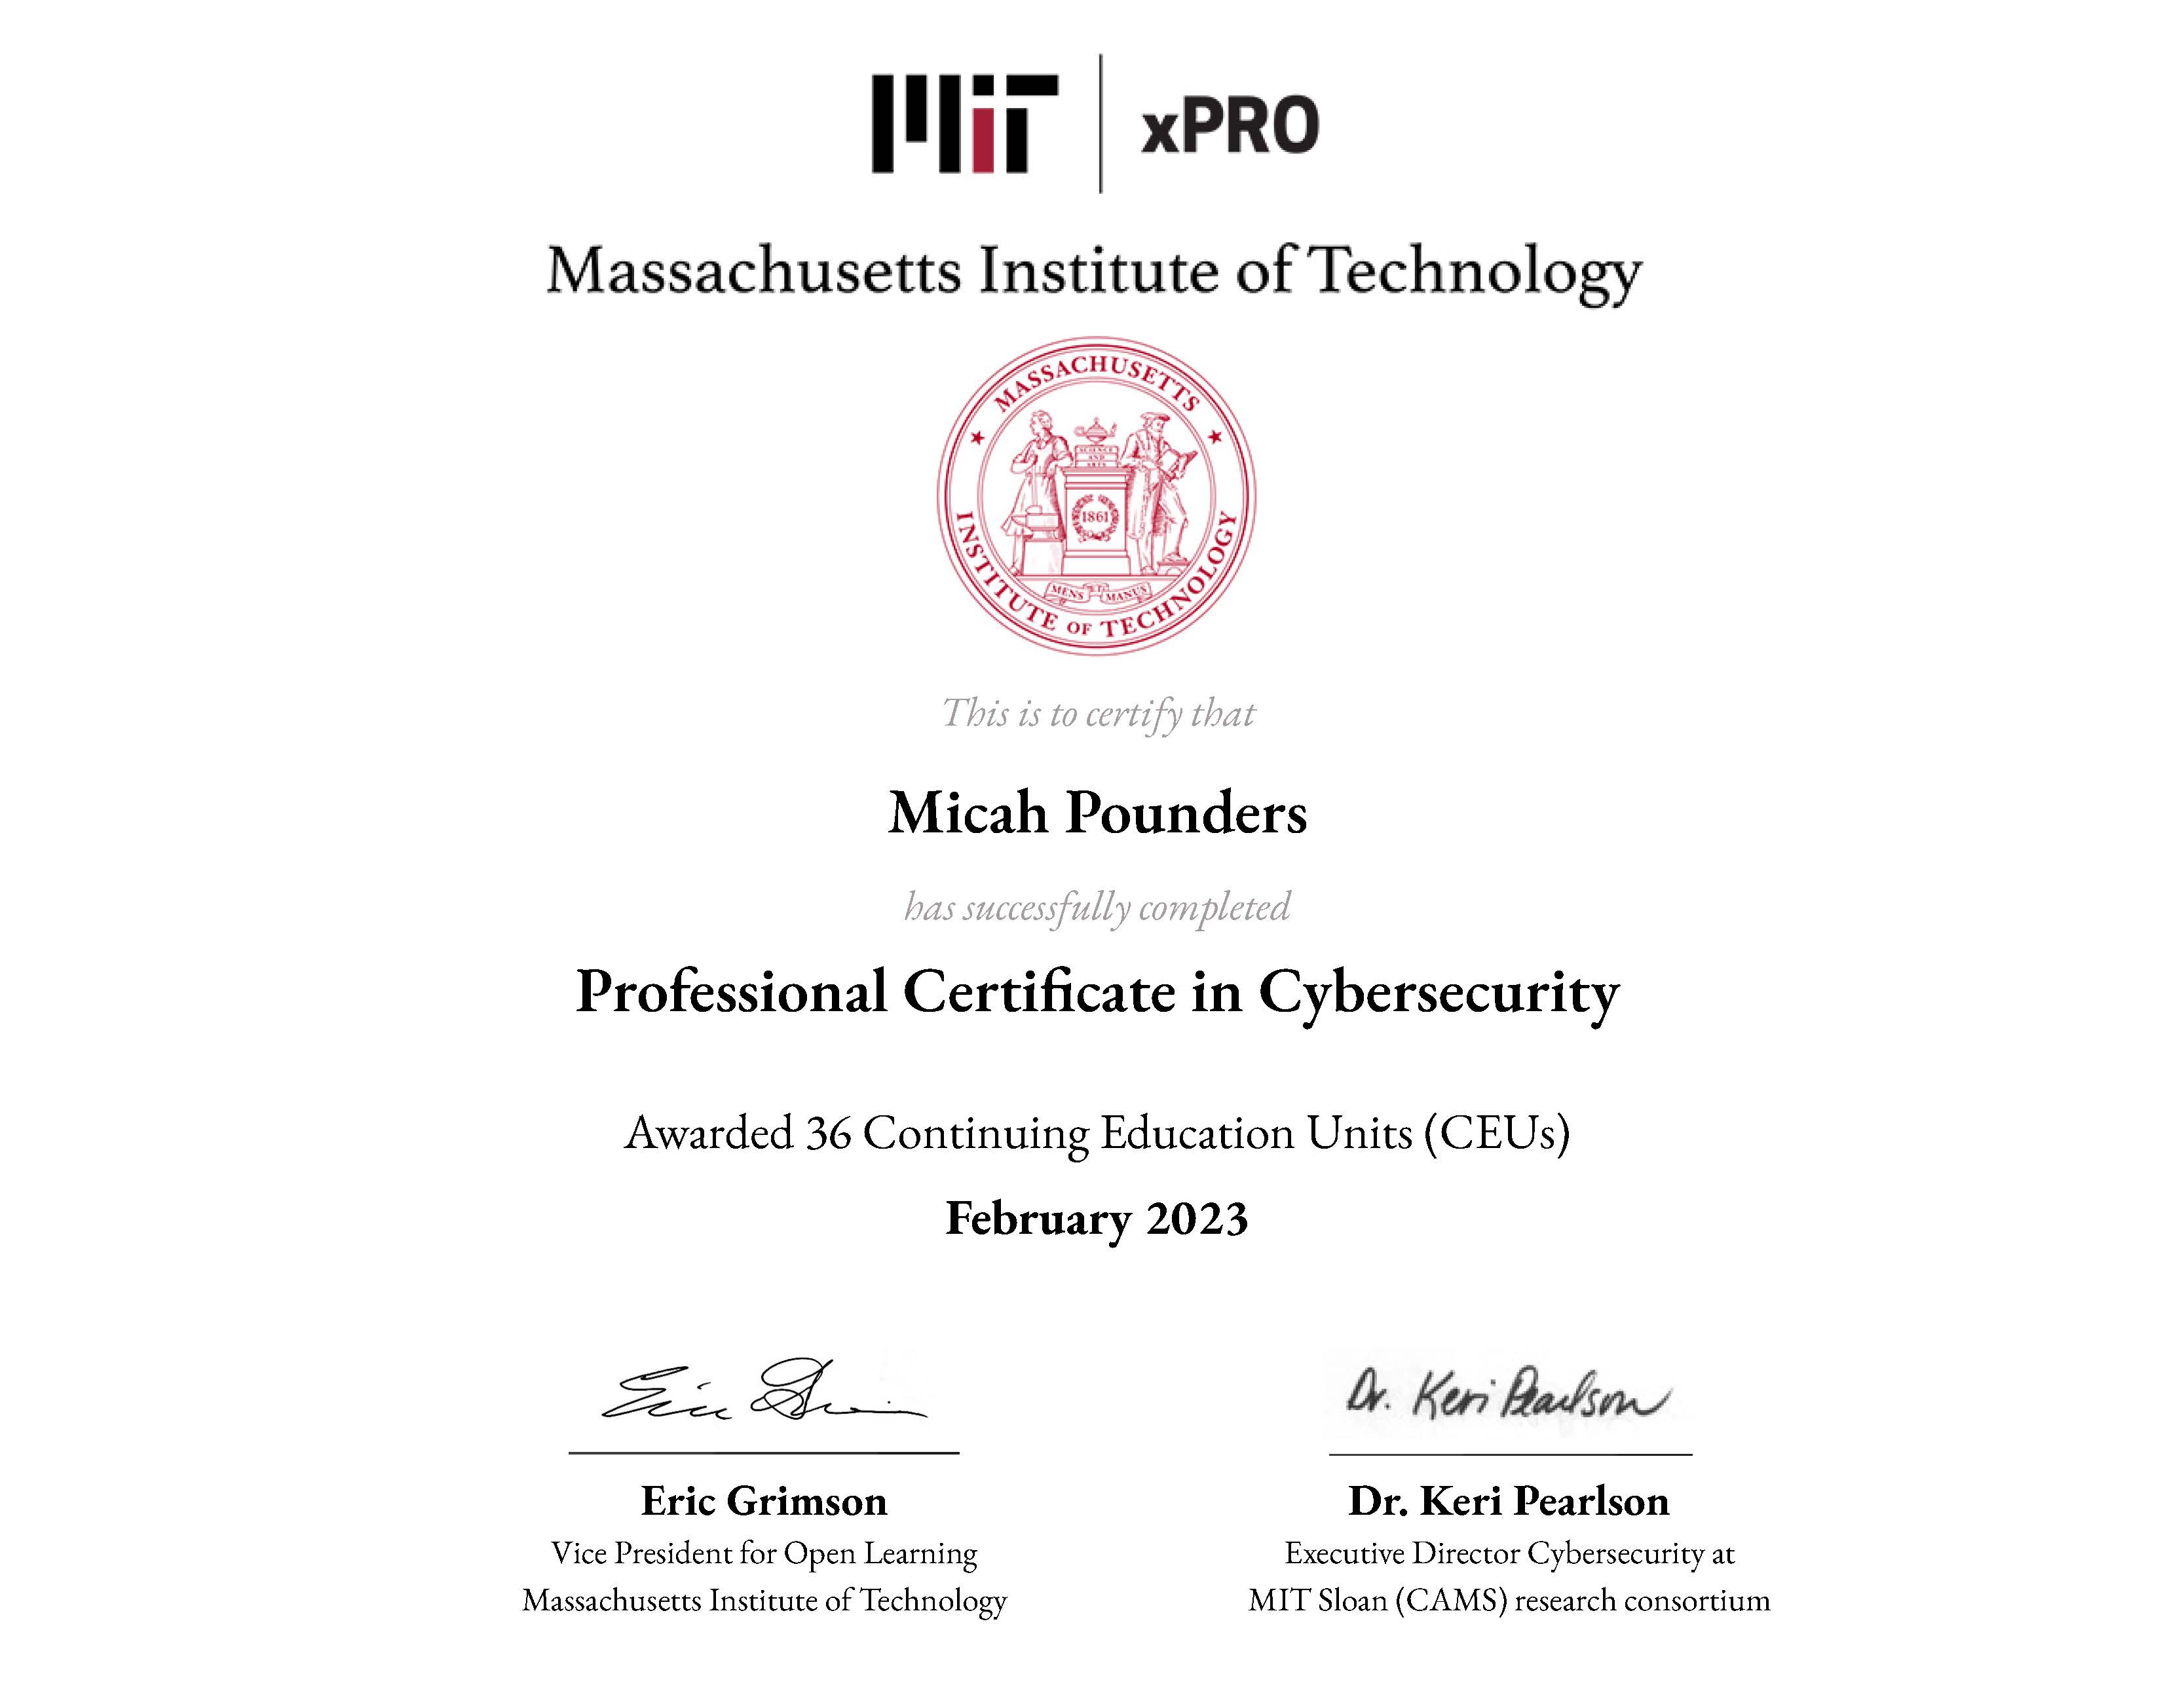 MIT xPRO
Massachusetts Institute of Technology
MASSACHUSETTS
INSTITUTE OF TECHNOLOGY
SCIENCE
AND
ARTS
1861
MENS ET MANUS
This is to certify that
Micah Pounders
has successfully completed
Professional Certificate in Cybersecurity
Awarded 36 Continuing Education Units (CEUs)
February 2023
Dr. Keri Pearlson
Eric Grimson
Vice President for Open Learning
Massachusetts Institute of Technology
Dr. Keri Pearlson
Executive Director Cybersecurity at
MIT Sloan (CAMS) research consortium